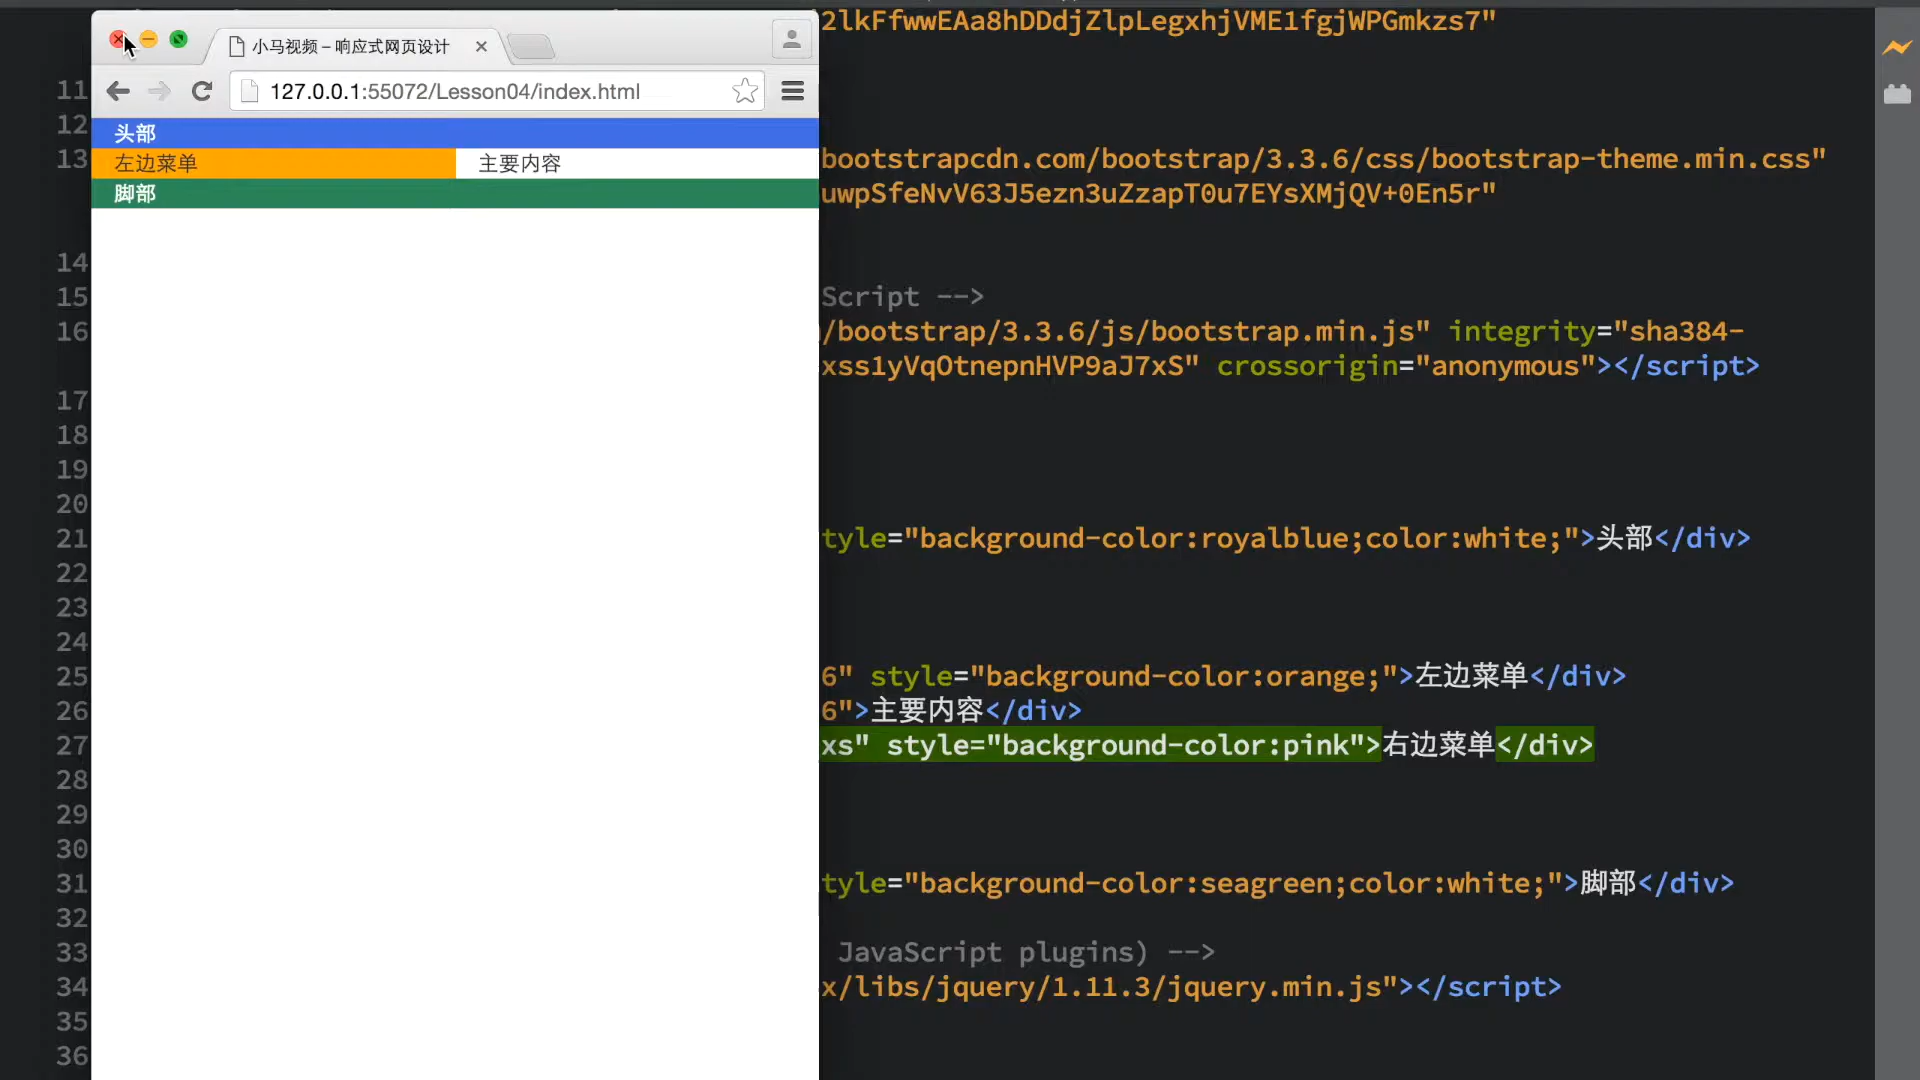 2lkFfwwEAa8hDDdjZlpLegxhjVME1fgjWPGmkzs7"
小马视频 – 响应式网页设计
127.0.0.1:55072/Lesson04/index.html
头部
左边菜单 主要内容
脚部
11
12
13 bootstrapcdn.com/bootstrap/3.3.6/css/bootstrap-theme.min.css"
uwpSfeNvV63J5ezn3uZzapT0u7EYsXMjQV+0En5r"
14
15 Script -->
16 /bootstrap/3.3.6/js/bootstrap.min.js" integrity="sha384-
xss1yVqOtnepnHVP9aJ7xS" crossorigin="anonymous"></script>
17
18
19
20
21 tyle="background-color:royalblue;color:white;">头部</div>
22
23
24
25 6" style="background-color:orange;">左边菜单</div>
26 6">主要内容</div>
27 xs" style="background-color:pink">右边菜单</div>
28
29
30
31 tyle="background-color:seagreen;color:white;">脚部</div>
32
33 JavaScript plugins) -->
34 x/libs/jquery/1.11.3/jquery.min.js"></script>
35
36